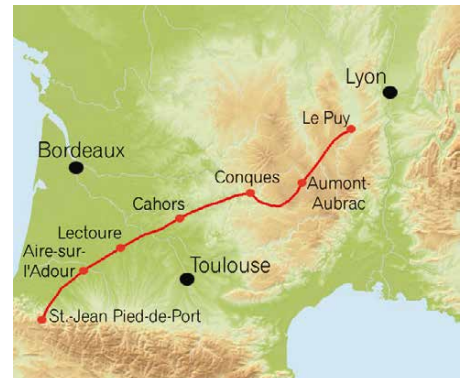 Lyon
Le Puy
Bordeaux
Conques
Aumont-
Aubrac
Cahors
Lectoure
Aire-sur-
l'Adour
Toulouse
St.-Jean Pied-de-Port